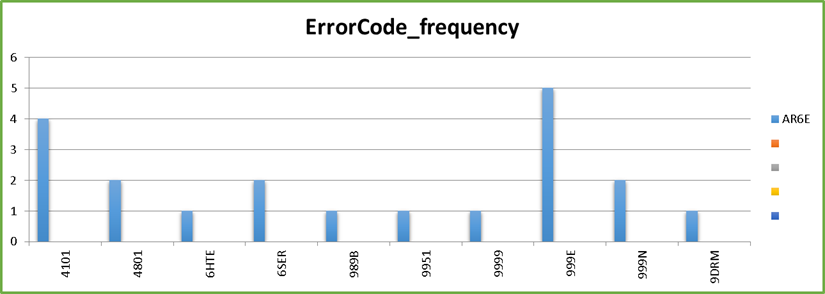 ErrorCode_frequency
6
5
4
3
2
1
0
4101
4801
6HTE
6SER
989B
9951
9999
999E
999N
9DRM
AR6E